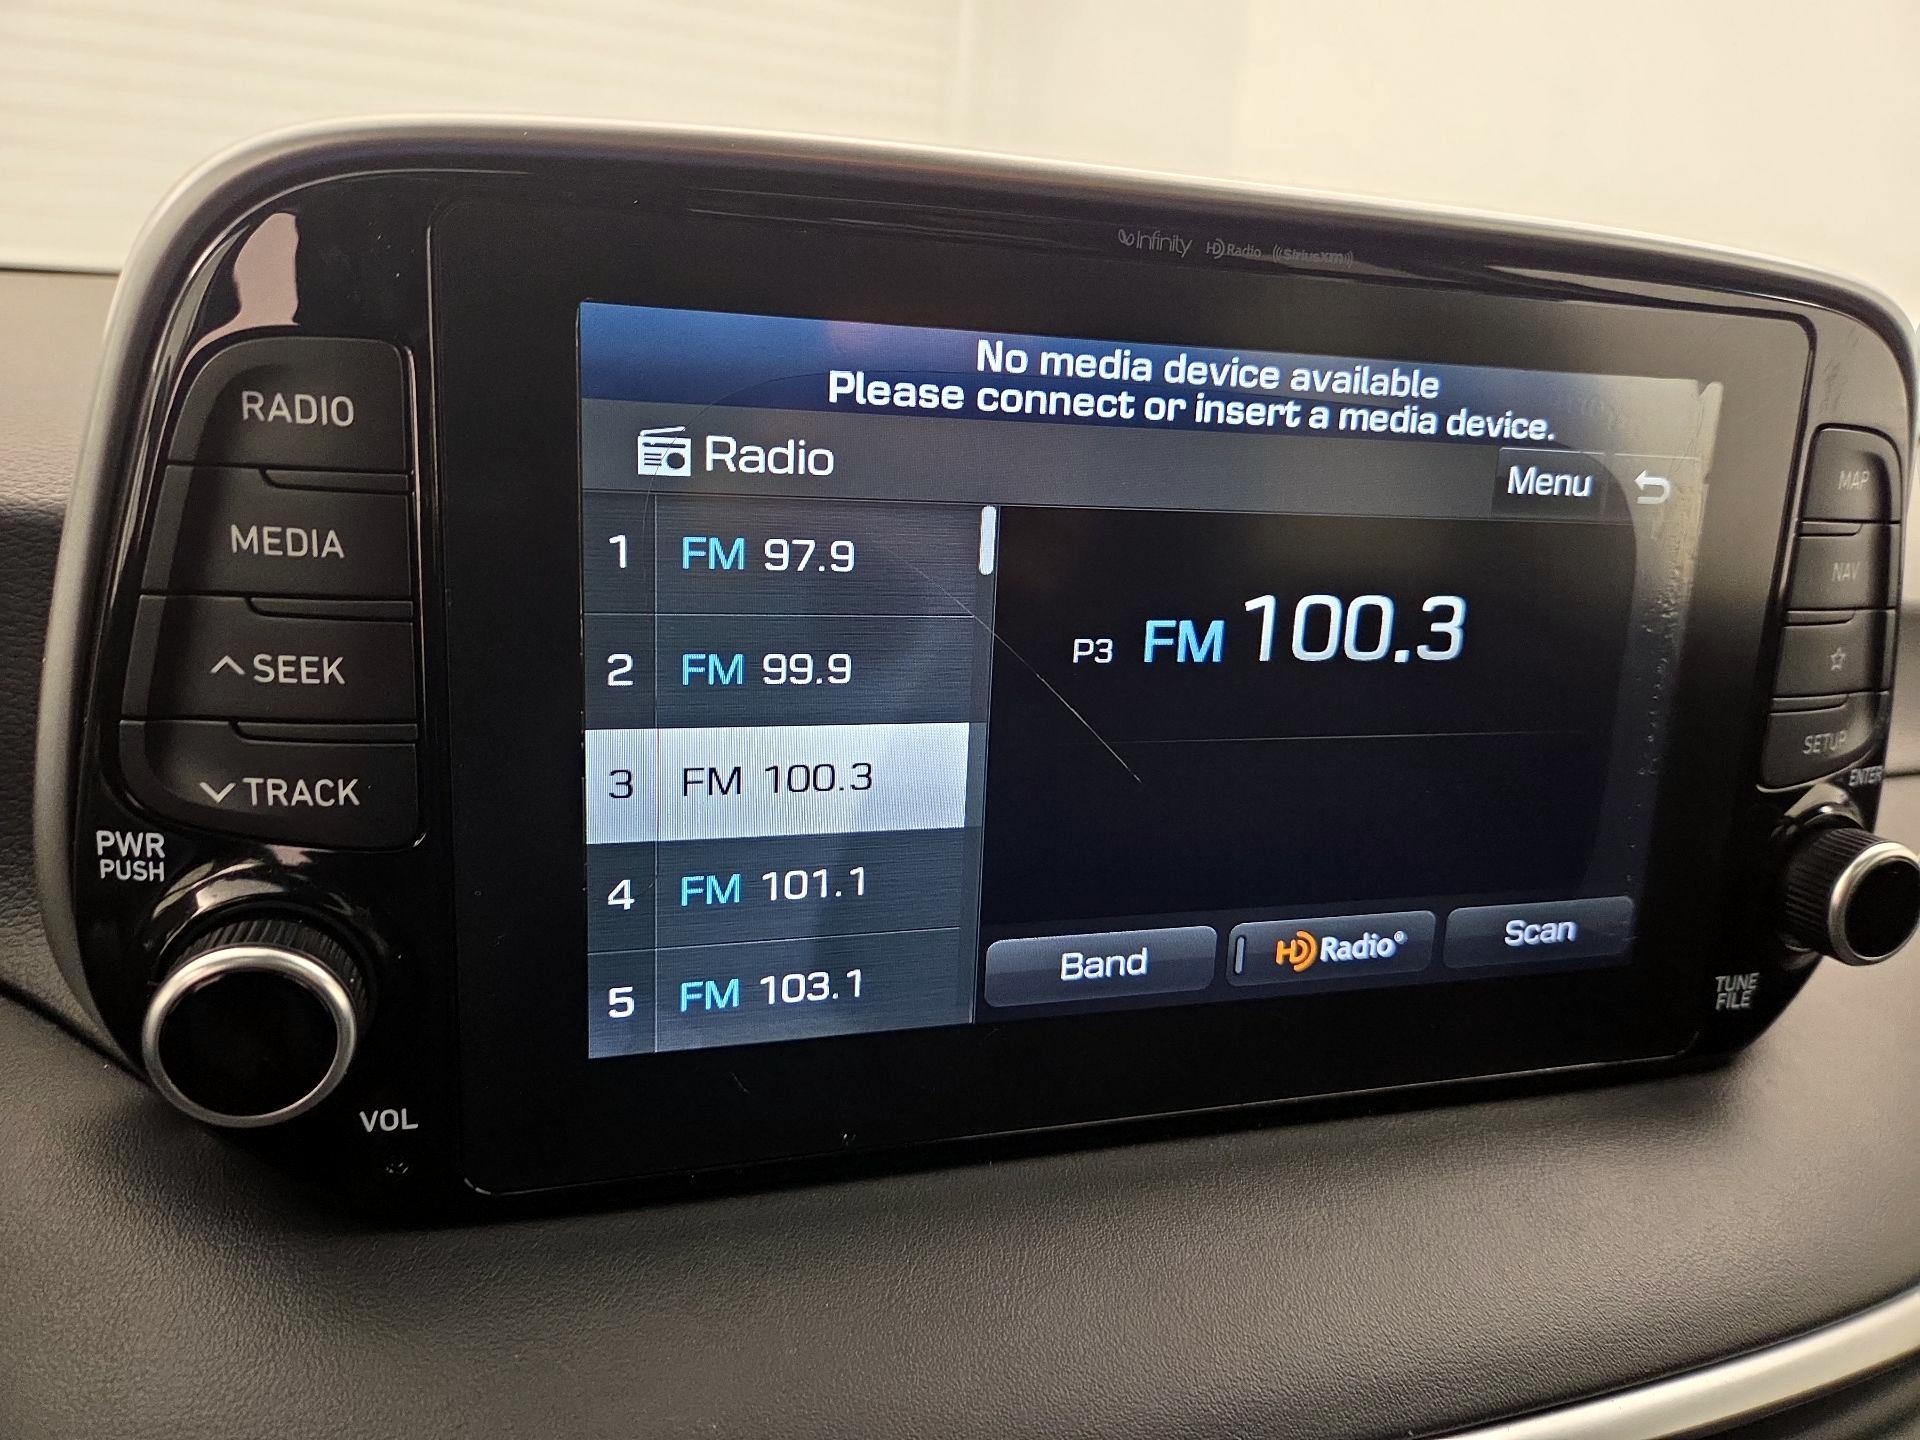 Infinity HD Radio ((SiriusXM))
No media device available
Please connect or insert a media device.
Radio
Menu
1 FM 97.9
2 FM 99.9
3 FM 100.3
4 FM 101.1
5 FM 103.1
P3 FM 100.3
Band
HD Radio®
Scan
RADIO
MEDIA
SEEK
TRACK
PWR
PUSH
VOL
MAP
NAV
SETUP
ENTER
TUNE
FILE